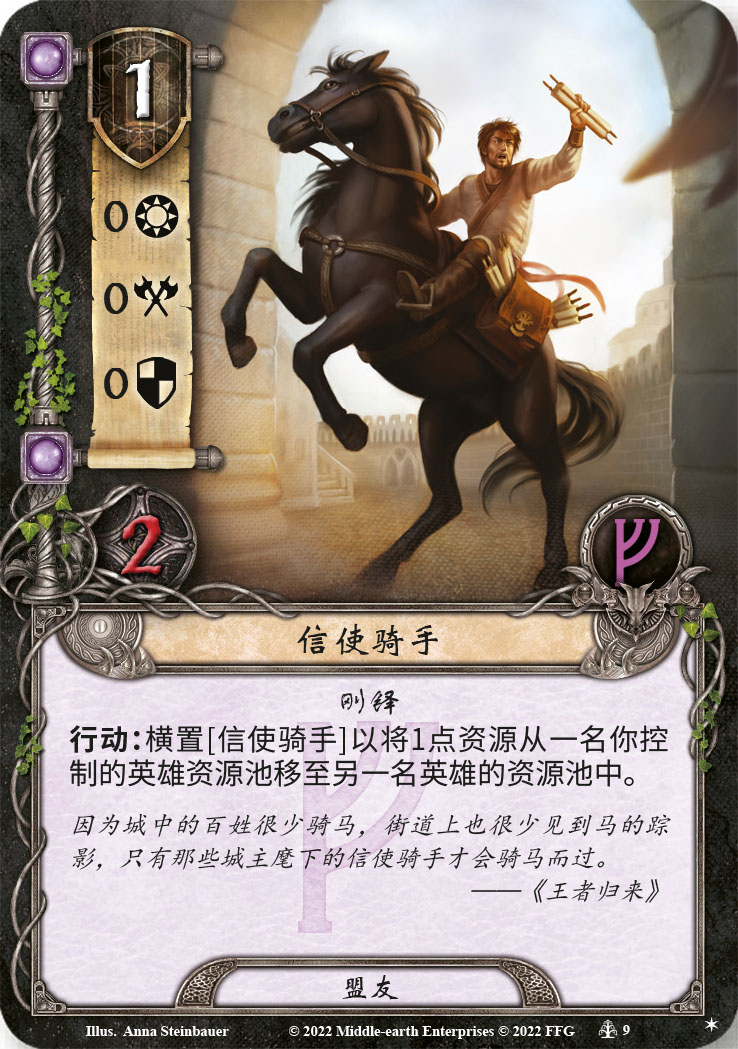 1
0
0
0
2
信使骑手
刚铎
行动：横置[信使骑手]以将1点资源从一名你控
制的英雄资源池移至另一名英雄的资源池中。
因为城中的百姓很少骑马，街道上也很少见到马的踪
影，只有那些城主麾下的信使骑手才会骑马而过。
——《王者归来》
盟友
Illus. Anna Steinbauer © 2022 Middle-earth Enterprises © 2022 FFG 9